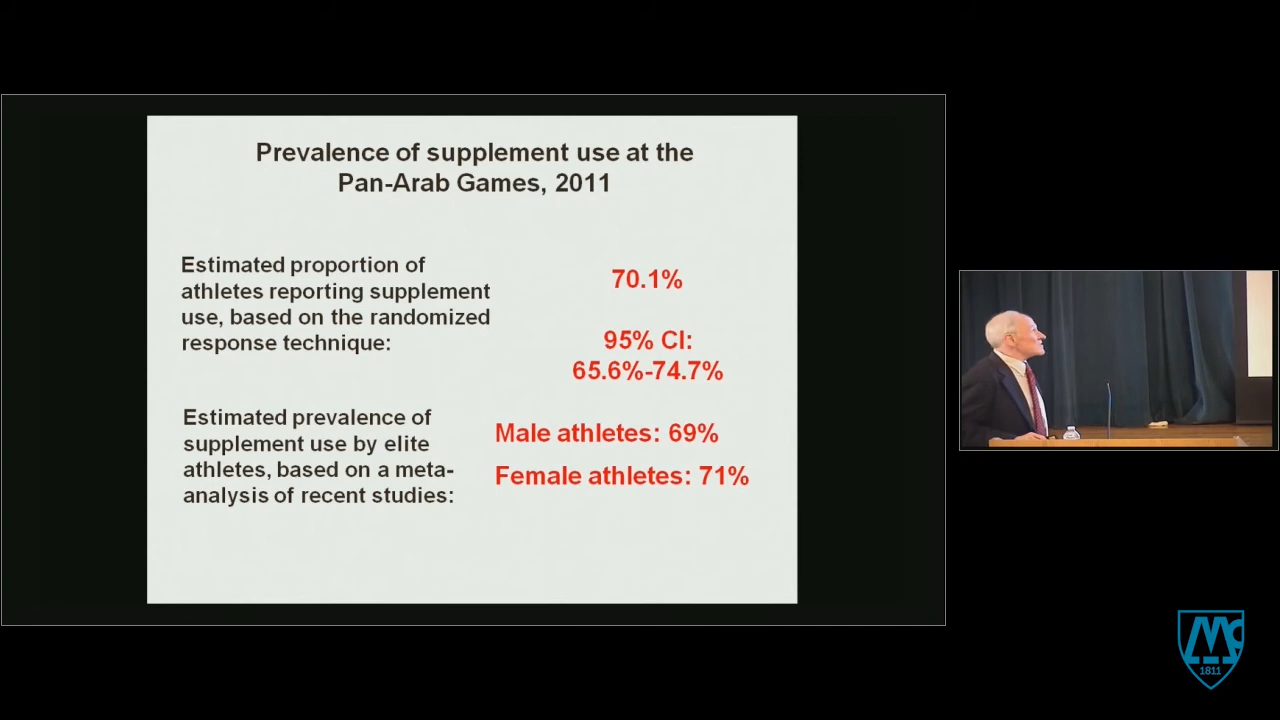 Prevalence of supplement use at the
Pan-Arab Games, 2011
Estimated proportion of
athletes reporting supplement
use, based on the randomized
response technique:
70.1%
95% CI:
65.6%-74.7%
Estimated prevalence of
supplement use by elite
athletes, based on a meta-
analysis of recent studies:
Male athletes: 69%
Female athletes: 71%
Mc
1811